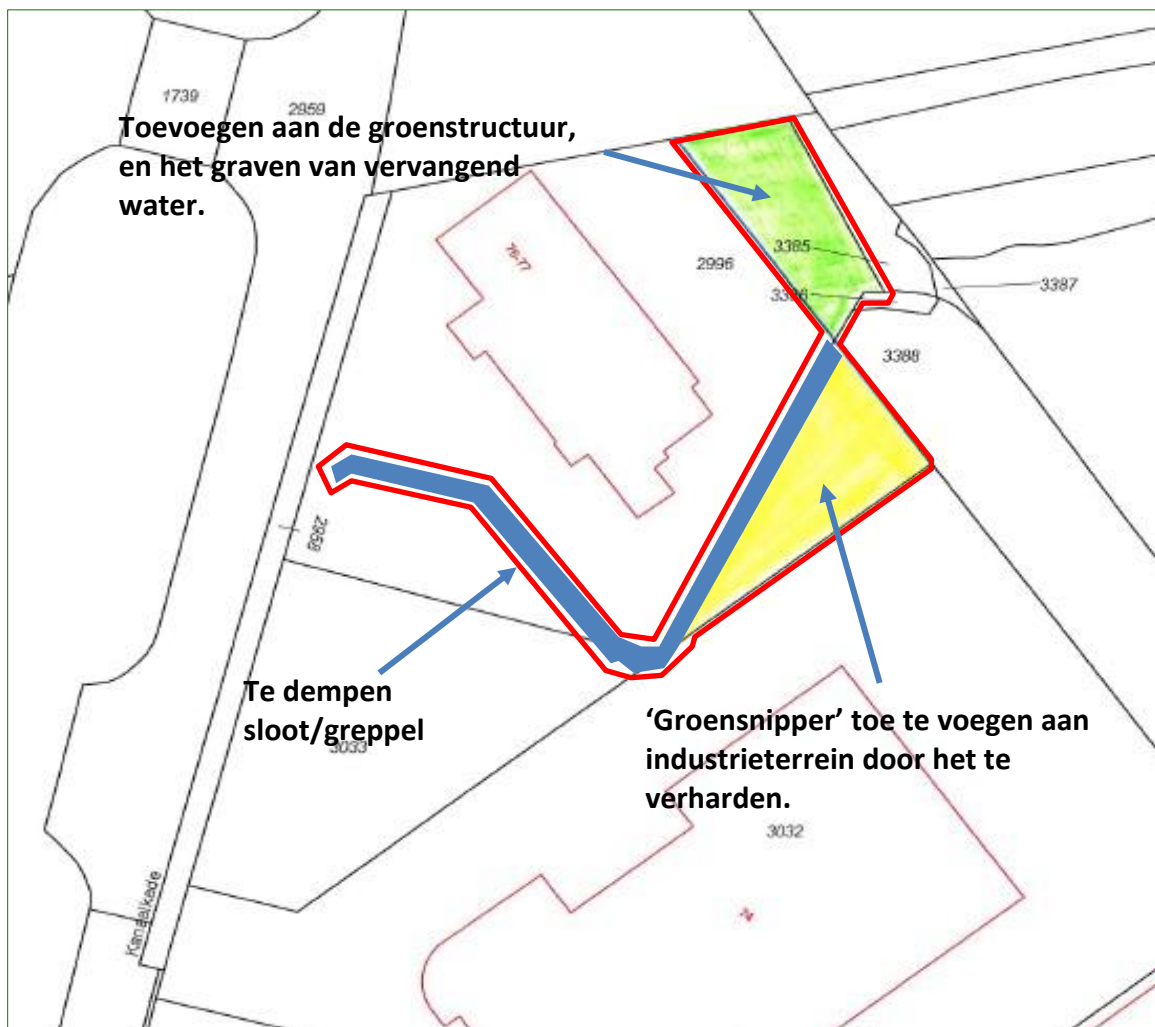 1739
2959
Toevoegen aan de groenstructuur,
en het graven van vervangend
water.
76-77
2996
3385
3387
3388
2958
Te dempen
sloot/greppel
3033
‘Groensnipper’ toe te voegen aan
industrieterrein door het te
verharden.
3032
Kanaalkade
74